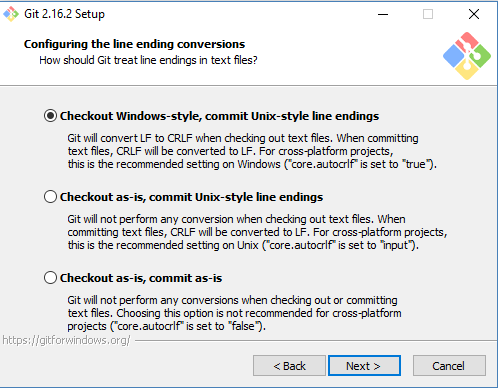 Git 2.16.2 Setup
Configuring the line ending conversions
How should Git treat line endings in text files?
Checkout Windows-style, commit Unix-style line endings
Git will convert LF to CRLF when checking out text files. When committing
text files, CRLF will be converted to LF. For cross-platform projects,
this is the recommended setting on Windows ("core.autocrlf" is set to "true").
Checkout as-is, commit Unix-style line endings
Git will not perform any conversion when checking out text files. When
committing text files, CRLF will be converted to LF. For cross-platform projects,
this is the recommended setting on Unix ("core.autocrlf" is set to "input").
Checkout as-is, commit as-is
Git will not perform any conversions when checking out or committing
text files. Choosing this option is not recommended for cross-platform
projects ("core.autocrlf" is set to "false").
https://gitforwindows.org/
< Back
Next >
Cancel